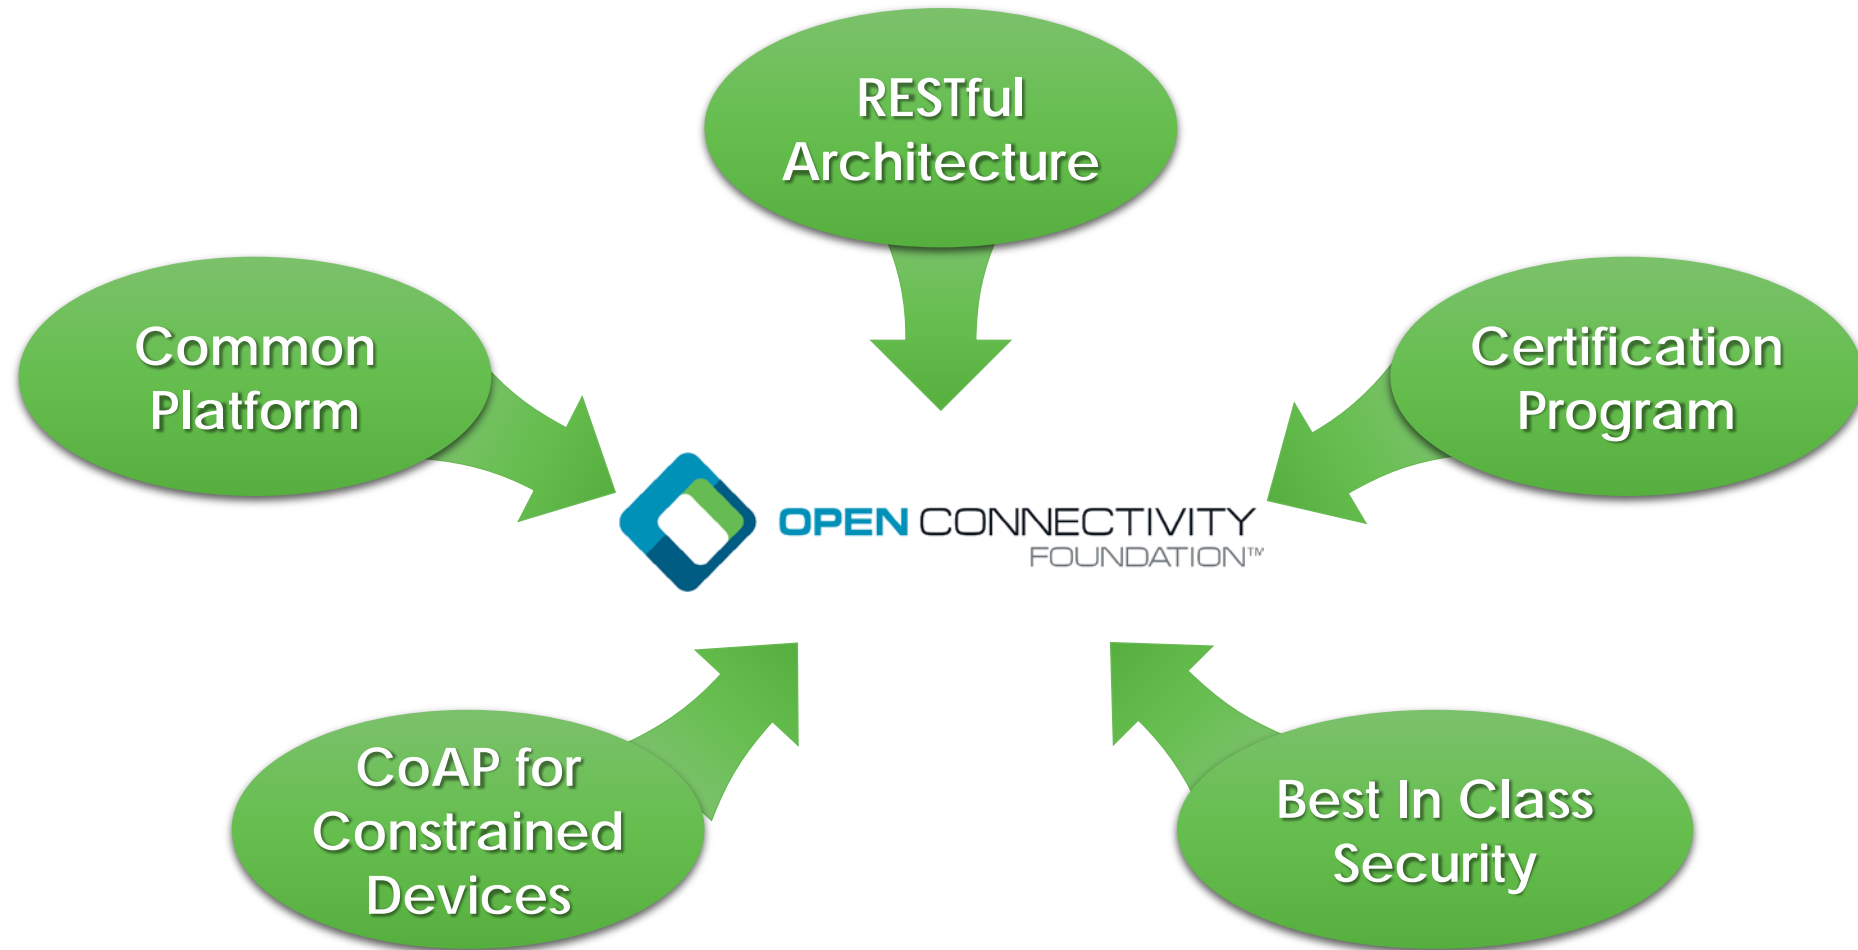 RESTful
Architecture
Common
Platform
Certification
Program
OPEN CONNECTIVITY
FOUNDATION™
CoAP for
Constrained
Devices
Best In Class
Security